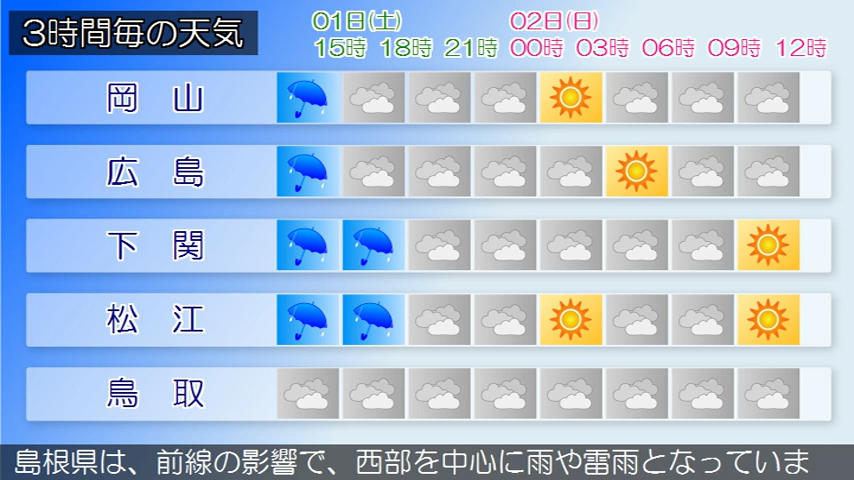 3時間毎の天気
01日(土) 02日(日)
15時 18時 21時 00時 03時 06時 09時 12時
岡 山
広 島
下 関
松 江
鳥 取
島根県は、前線の影響で、西部を中心に雨や雷雨となっていま